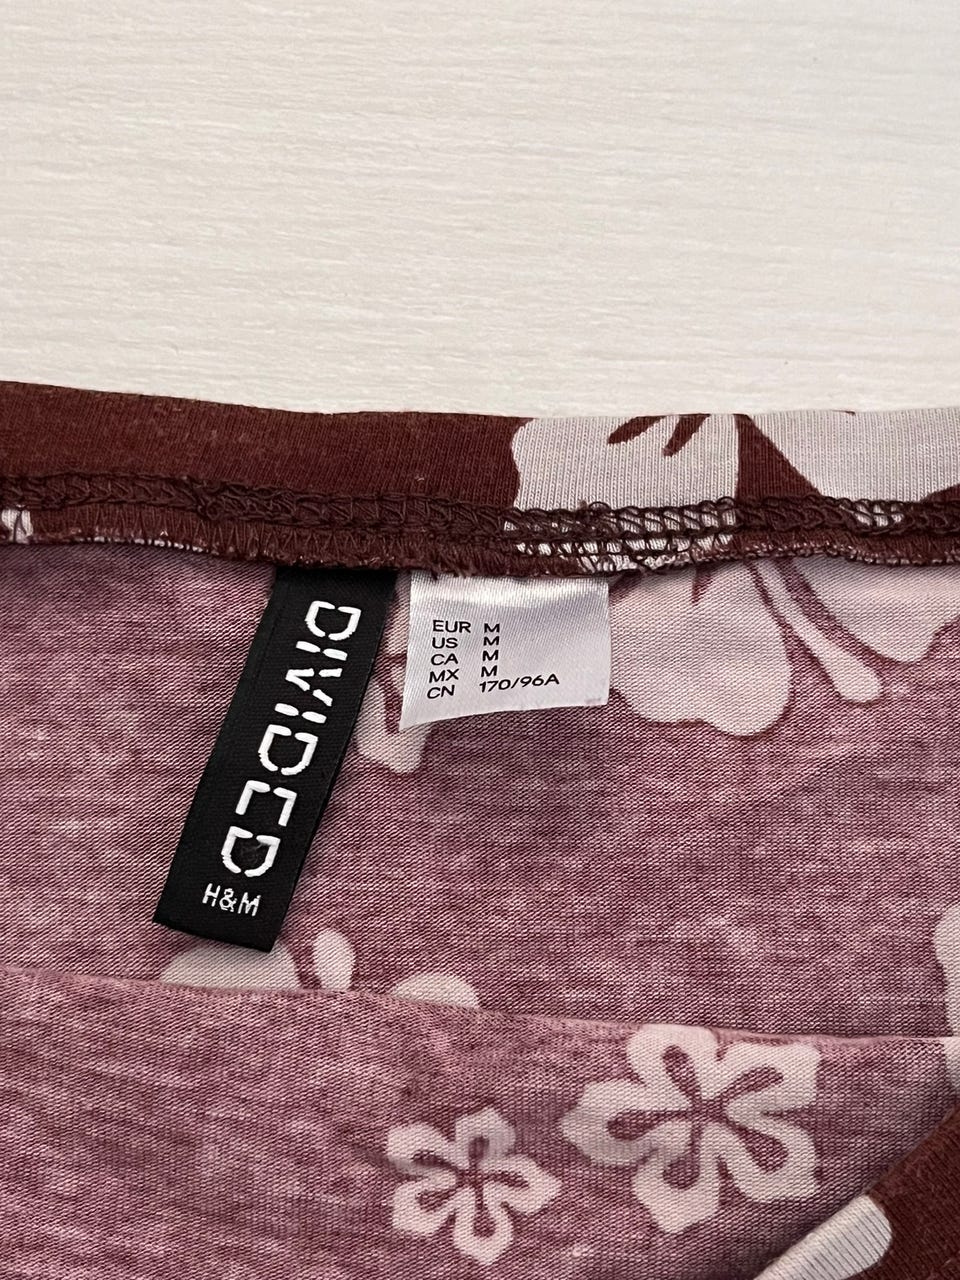 DIVIDED
H&M
EUR M
US M
CA M
MX M
CN 170/96A